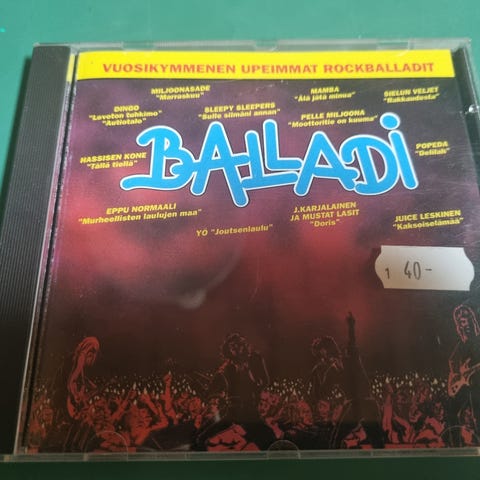 VUOSIKYMMENEN UPEIMMAT ROCKBALLADIT
MILJOONASADE
"Marraskuu"
MAMBA
"Älä jätä minua"
SIELUN VELJET
"Rakkaudesta"
DINGO
"Levoton tuhkimo"
"Autiotalo"
SLEEPY SLEEPERS
"Sulle silmäni annan"
PELLE MILJOONA
"Moottoritie on kuuma"
HASSISEN KONE
"Tällä tiellä"
BALLADI
POPEDA
"Delilah"
EPPU NORMAALI
"Murheellisten laulujen maa"
YÖ "Joutsenlaulu"
J.KARJALAINEN
JA MUSTAT LASIT
"Doris"
JUICE LESKINEN
"Kakseiselämää"
1 40-